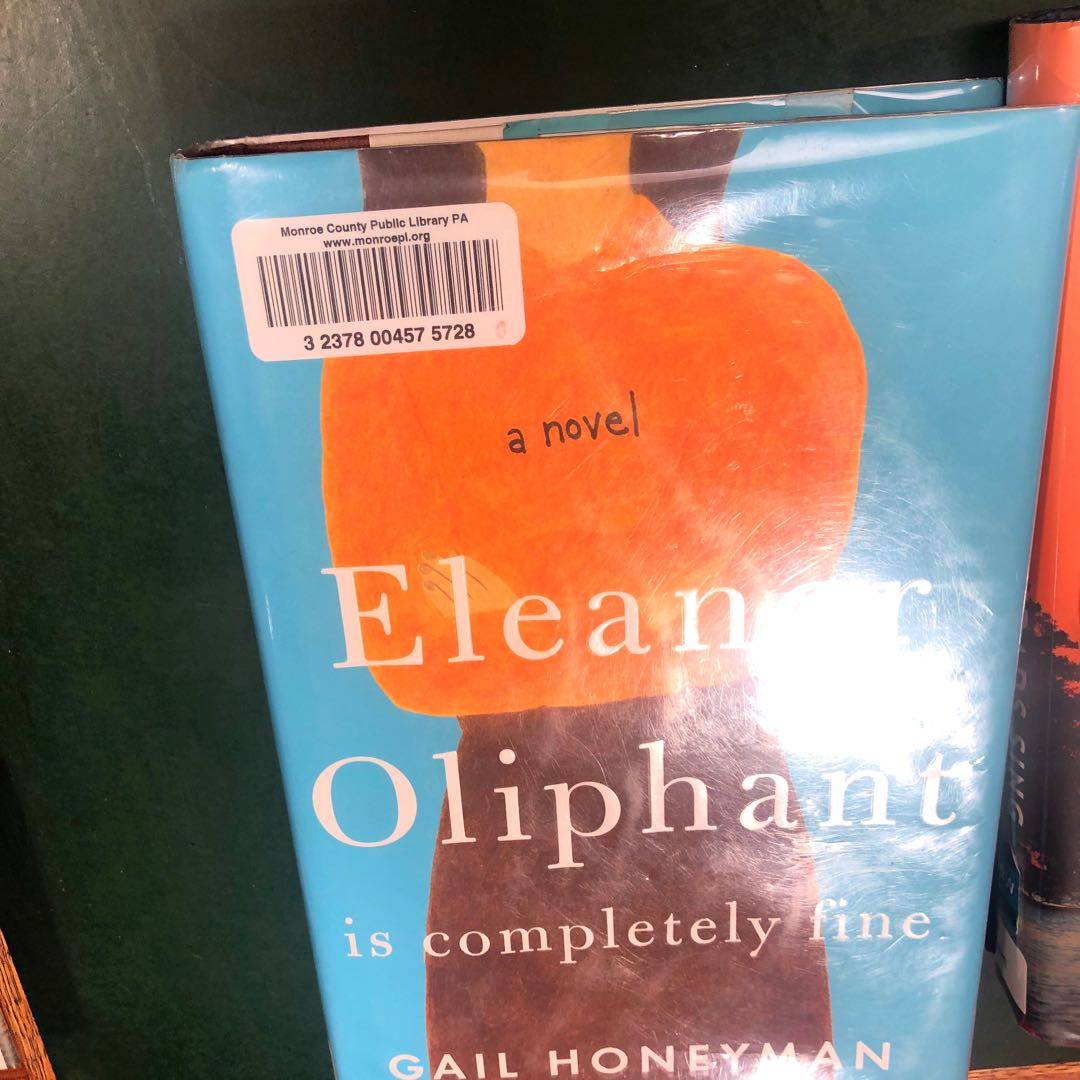 Monroe County Public Library PA
www.monroepl.org
3 2378 00457 5728
a novel
Eleanor
Oliphant
is completely fine
GAIL HONEYMAN